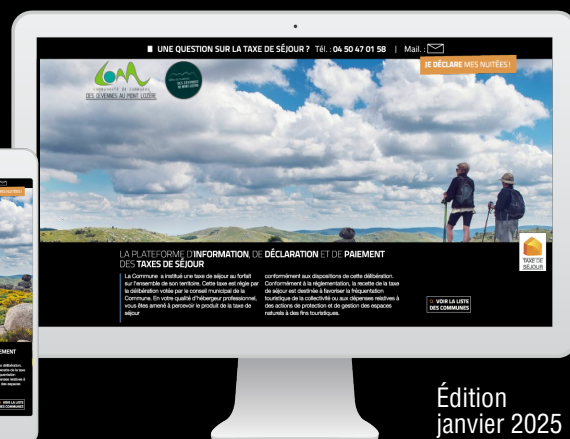 ■ UNE QUESTION SUR LA TAXE DE SÉJOUR ? Tél. : 04 50 47 01 58 | Mail. :
JE DÉCLARE MES NUITÉES !
COMMUNAUTÉ DE COMMUNES
DES CÉVENNES AU MONT LOZÈRE
LA PLATEFORME D'INFORMATION, DE DÉCLARATION ET DE PAIEMENT
DES TAXES DE SÉJOUR
La Commune a institué une taxe de séjour au forfait
sur l'ensemble de son territoire. Cette taxe est régie par
la délibération votée par le conseil municipal de la
Commune. En votre qualité d'hébergeur professionnel,
vous êtes amené à percevoir le produit de la taxe de
séjour
conformément aux dispositions de cette délibération.
Conformément à la réglementation, la recette de la taxe
de séjour est destinée à favoriser la fréquentation
touristique de la collectivité ou aux dépenses relatives à
des actions de protection et de gestion des espaces
naturels à des fins touristiques.
TAXE DE
SÉJOUR
VOIR LA LISTE
DES COMMUNES
Édition
janvier 2025